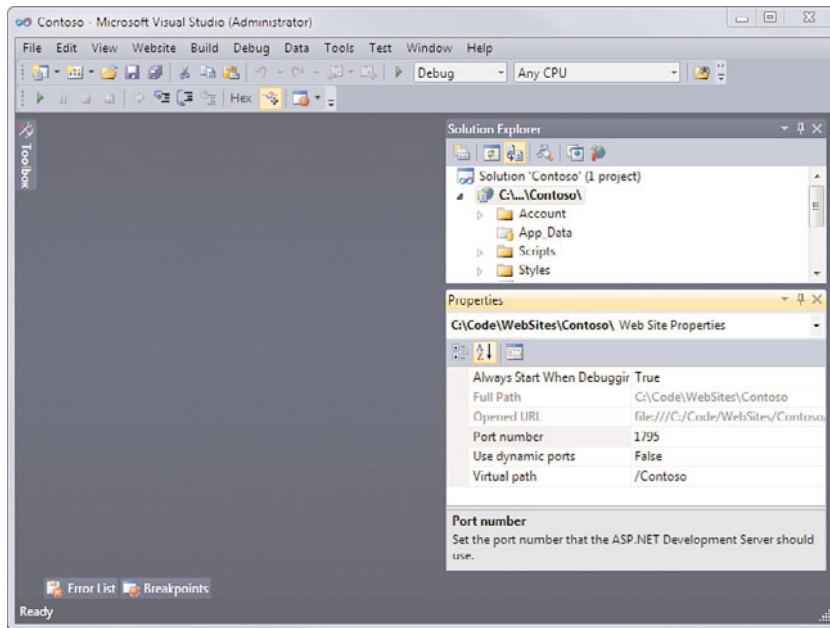 Contoso - Microsoft Visual Studio (Administrator)
File Edit View Website Build Debug Data Tools Test Window Help
Debug Any CPU
Hex
Toolbox
Solution Explorer
Solution 'Contoso' (1 project)
C:\...\Contoso\
Account
App_Data
Scripts
Styles
Properties
C:\Code\WebSites\Contoso\ Web Site Properties
Always Start When Debuggir True
Full Path C:\Code\WebSites\Contoso
Opened URL file:///C:/Code/WebSites/Contoso/
Port number 1795
Use dynamic ports False
Virtual path /Contoso
Port number
Set the port number that the ASP.NET Development Server should
use.
Error List Breakpoints
Ready